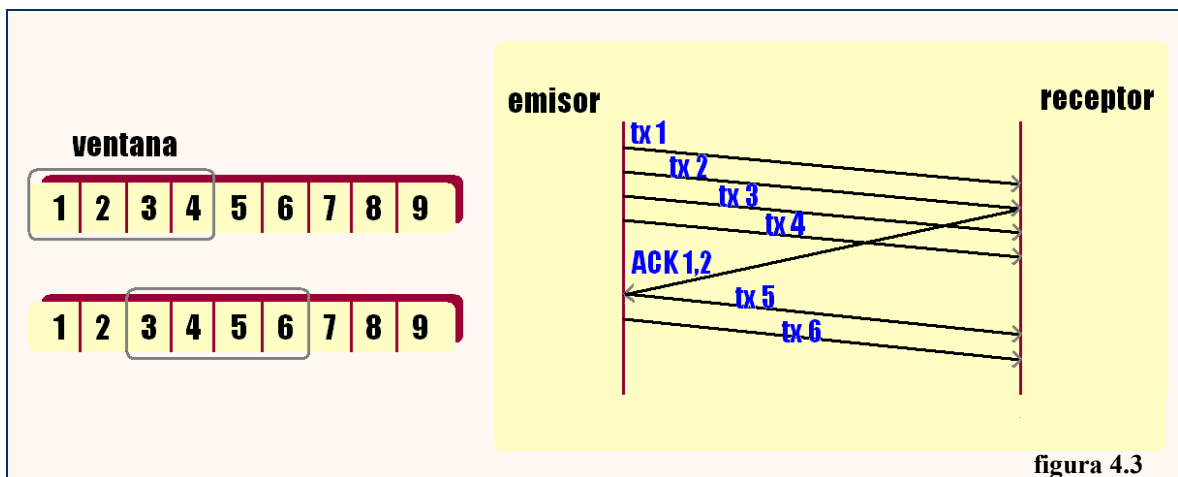 ventana
1 2 3 4 5 6 7 8 9
1 2 3 4 5 6 7 8 9
emisor
receptor
tx 1
tx 2
tx 3
tx 4
ACK 1,2
tx 5
tx 6
figura 4.3